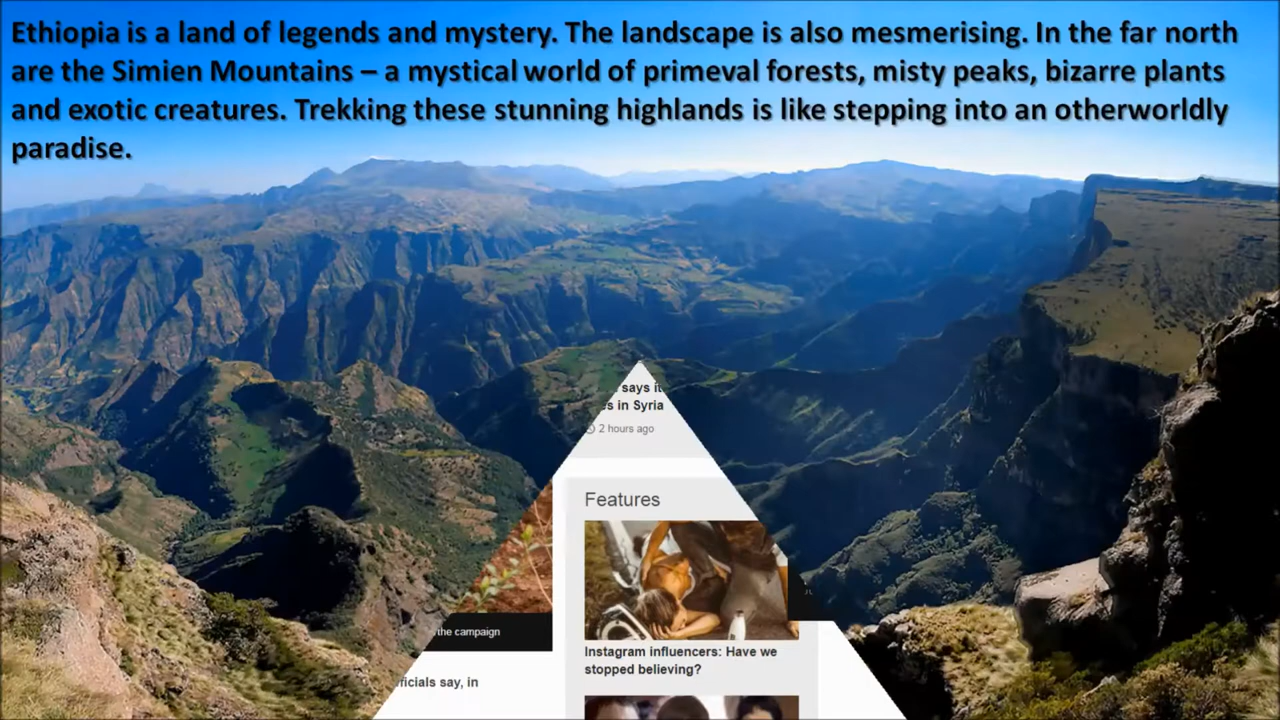 Ethiopia is a land of legends and mystery. The landscape is also mesmerising. In the far north
are the Simien Mountains – a mystical world of primeval forests, misty peaks, bizarre plants
and exotic creatures. Trekking these stunning highlands is like stepping into an otherworldly
paradise.
says it
in Syria
2 hours ago
Features
the campaign
Instagram influencers: Have we
stopped believing?
say, in